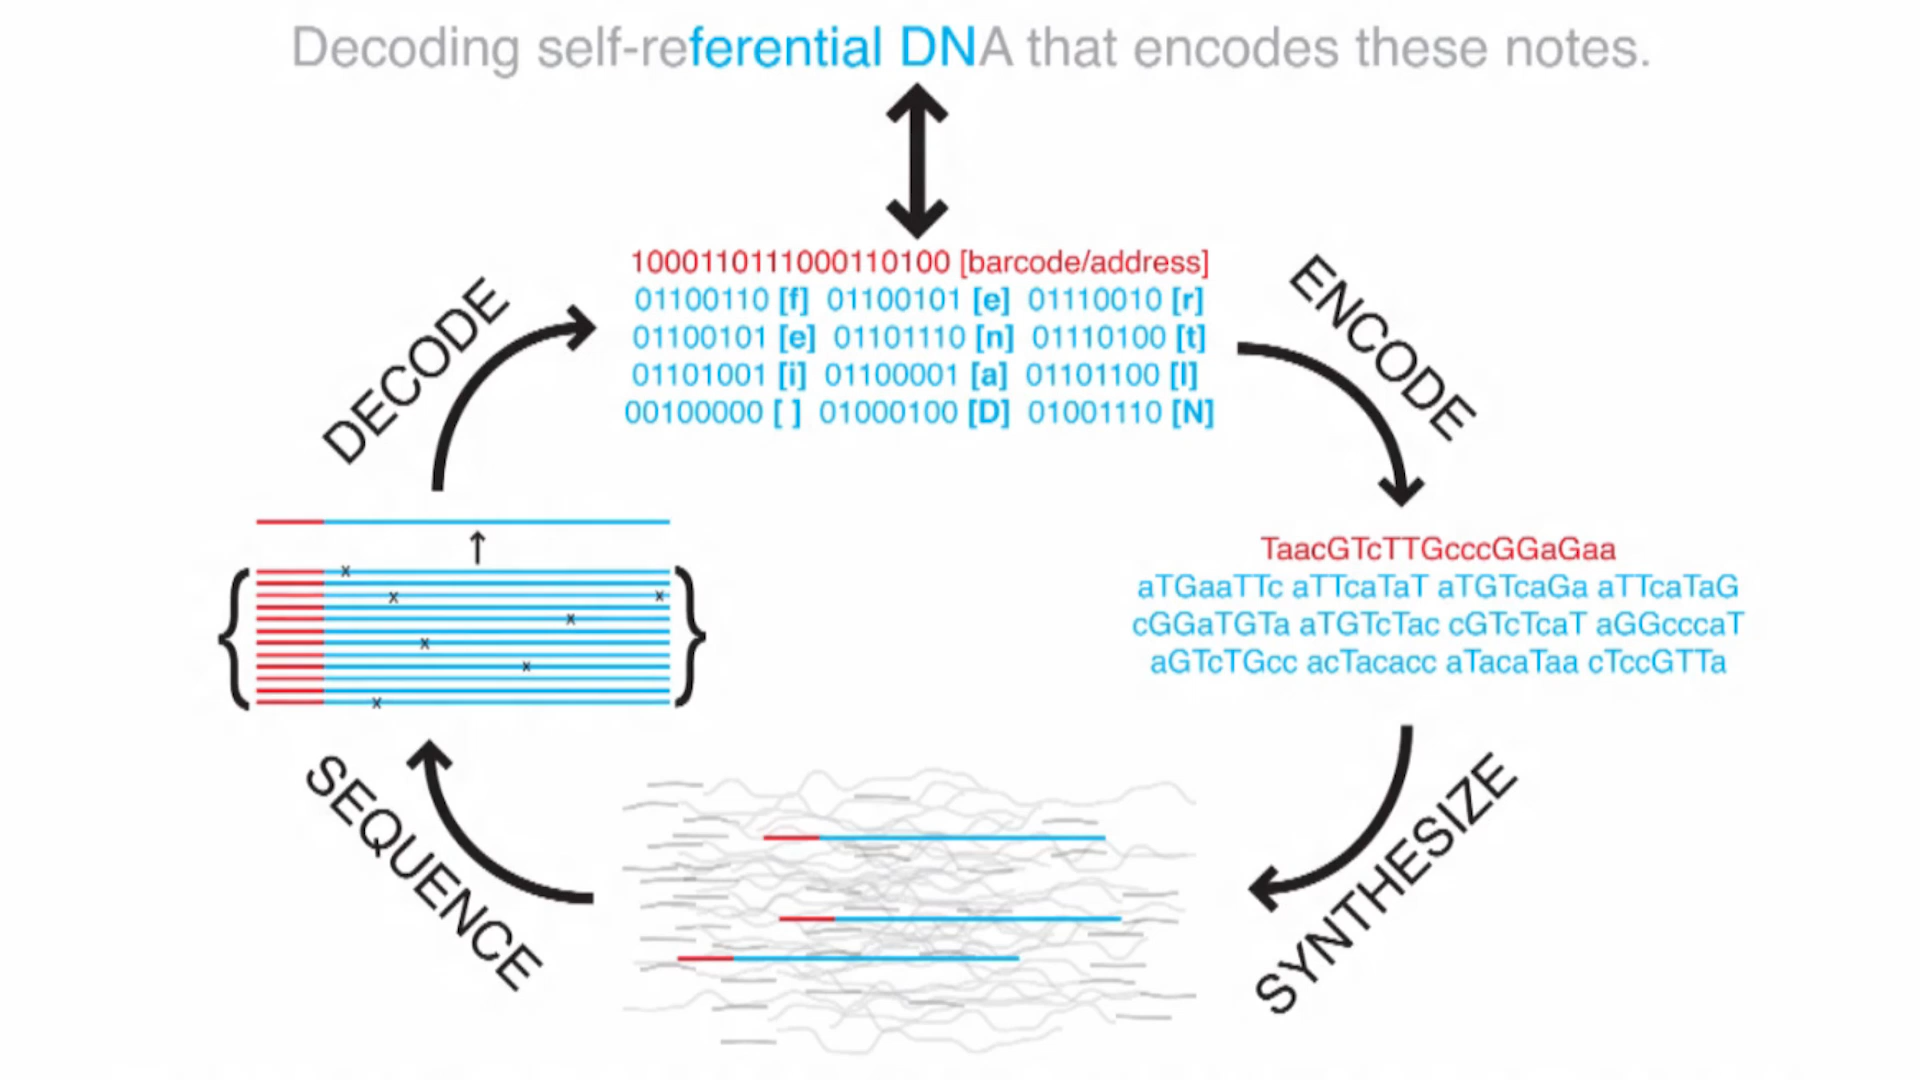 Decoding self-referential DNA that encodes these notes.
1000110111000110100 [barcode/address]
01100110 [f] 01100101 [e] 01110010 [r]
01100101 [e] 01101110 [n] 01110100 [t]
01101001 [i] 01100001 [a] 01101100 [l]
00100000 [ ] 01000100 [D] 01001110 [N]
DECODE
ENCODE
TaacGTcTTGcccGGaGaa
aTGaaTTc aTTcaTaT aTGTcaGa aTTcaTaG
cGGaTGTa aTGTcTac cGTcTcaT aGGcccaT
aGTcTGcc acTacacc aTacaTaa cTccGTTa
x
x
x
x
x
x
x
SEQUENCE
SYNTHESIZE